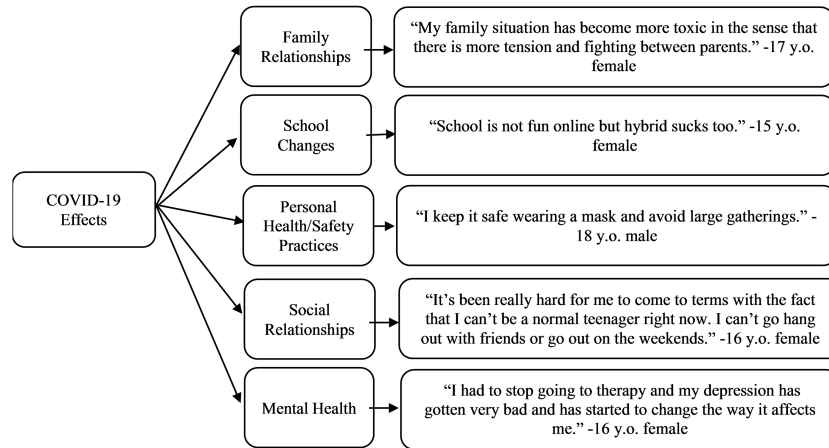 COVID-19
Effects
Family
Relationships
“My family situation has become more toxic in the sense
that there is more tension and fighting between parents.” -17 y.o.
female
School
Changes
“School is not fun online but hybrid sucks too.” -15 y.o.
female
Personal
Health/Safety
Practices
“I keep it safe wearing a mask and avoid large gatherings.” -
18 y.o. male
Social
Relationships
“It’s been really hard for me to come to terms with the fact
that I can’t be a normal teenager right now. I can’t go hang
out with friends or go out on the weekends.” -16 y.o. female
Mental Health
“I had to stop going to therapy and my depression has
gotten very bad and has started to change the way it affects
me.” -16 y.o. female